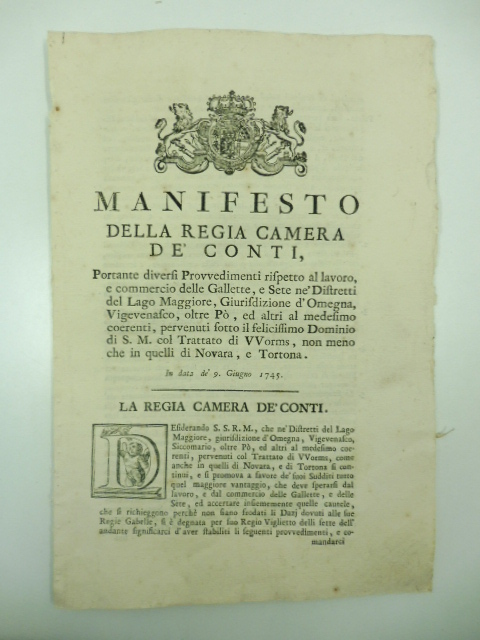 MANIFESTO
DELLA REGIA CAMERA
DE' CONTI,
Portante diverſi Provvedimenti riſpetto al lavoro,
e commercio delle Gallette, e Sete ne' Diſtretti
del Lago Maggiore, Giuriſdizione d'Omegna,
Vigevenaſco, oltre Pò, ed altri al medeſimo
coerenti, pervenuti ſotto il feliciſſimo Dominio
di S. M. col Trattato di VVorms, non meno
che in quelli di Novara, e Tortona.
In data de' 9. Giugno 1745.
LA REGIA CAMERA DE' CONTI.
DEſiderando S. S. R. M., che ne' Diſtretti del Lago
Maggiore, giuriſdizione d'Omegna, Vigevenaſco,
Siccomario, oltre Pò, ed altri al medeſimo coe-
renti, pervenuti col Trattato di VVorms, come
anche in quelli di Novara, e di Tortona ſi con-
tinui, e ſi promova a favore de' ſuoi Sudditi tutto
quel maggiore vantaggio, che deve ſperarſi dal
lavoro, e dal commercio delle Gallette, e delle
Sete, ed accertare inſiememente quelle cautele,
che ſi richieggono perchè non ſiano frodati li Dazj dovuti alle ſue
Regie Gabelle, ſi è degnata per ſuo Regio Viglietto delli ſette dell'
andante ſignificarci d'aver ſtabiliti li ſeguenti provvedimenti, e co-
mandarci